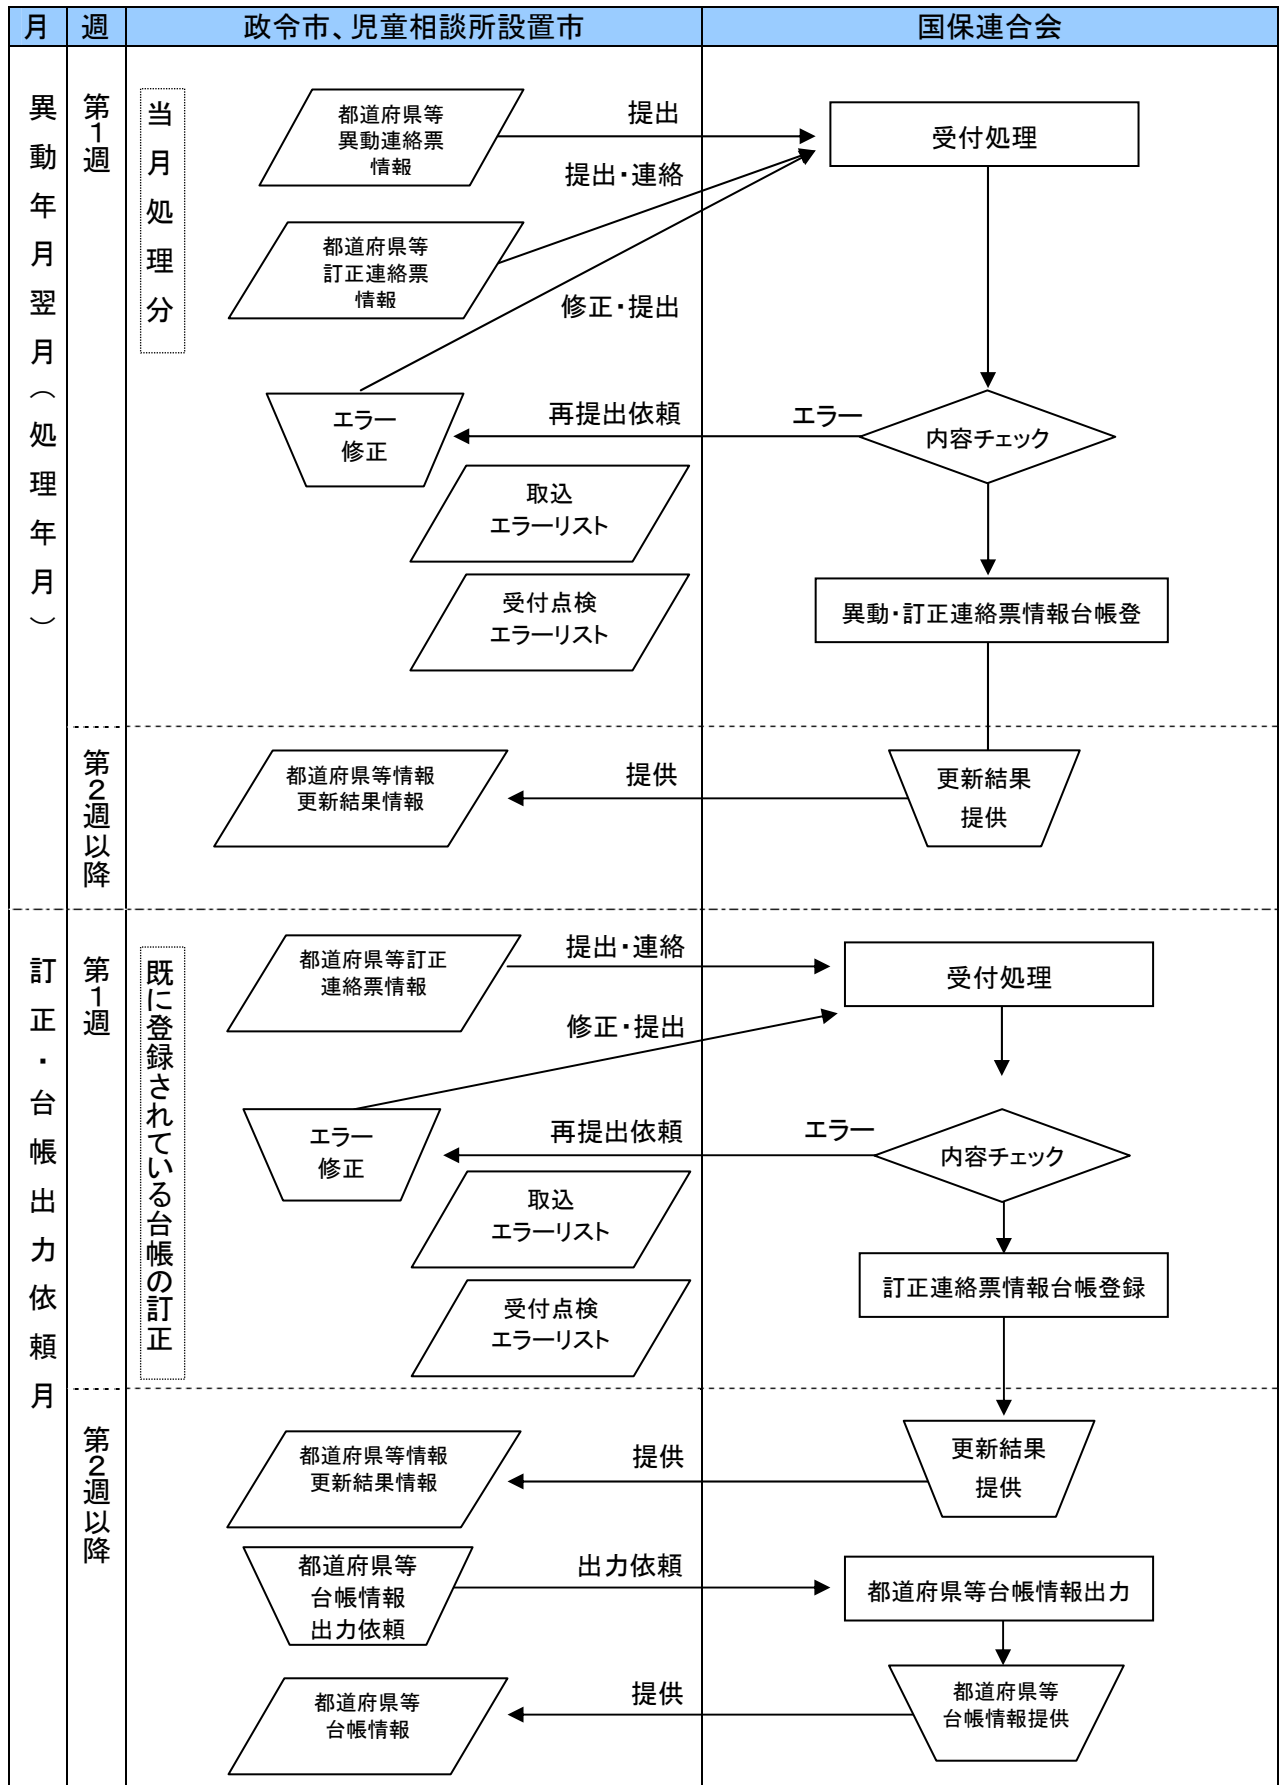 月 週 政令市、児童相談所設置市 国保連合会
異動年月翌月（処理年月）
第1週
当月処理分
都道府県等
異動連絡票
情報
提出
受付処理
提出・連絡
都道府県等
訂正連絡票
情報
修正・提出
エラー
修正
再提出依頼
エラー
内容チェック
取込
エラーリスト
受付点検
エラーリスト
異動・訂正連絡票情報台帳登
第2週以降
都道府県等情報
更新結果情報
提供
更新結果
提供
訂正・台帳出力依頼月
第1週
既に登録されている台帳の訂正
都道府県等訂正
連絡票情報
提出・連絡
受付処理
修正・提出
エラー
修正
再提出依頼
エラー
内容チェック
取込
エラーリスト
訂正連絡票情報台帳登録
受付点検
エラーリスト
第2週以降
都道府県等情報
更新結果情報
提供
更新結果
提供
都道府県等
台帳情報
出力依頼
出力依頼
都道府県等台帳情報出力
都道府県等
台帳情報
提供
都道府県等
台帳情報提供